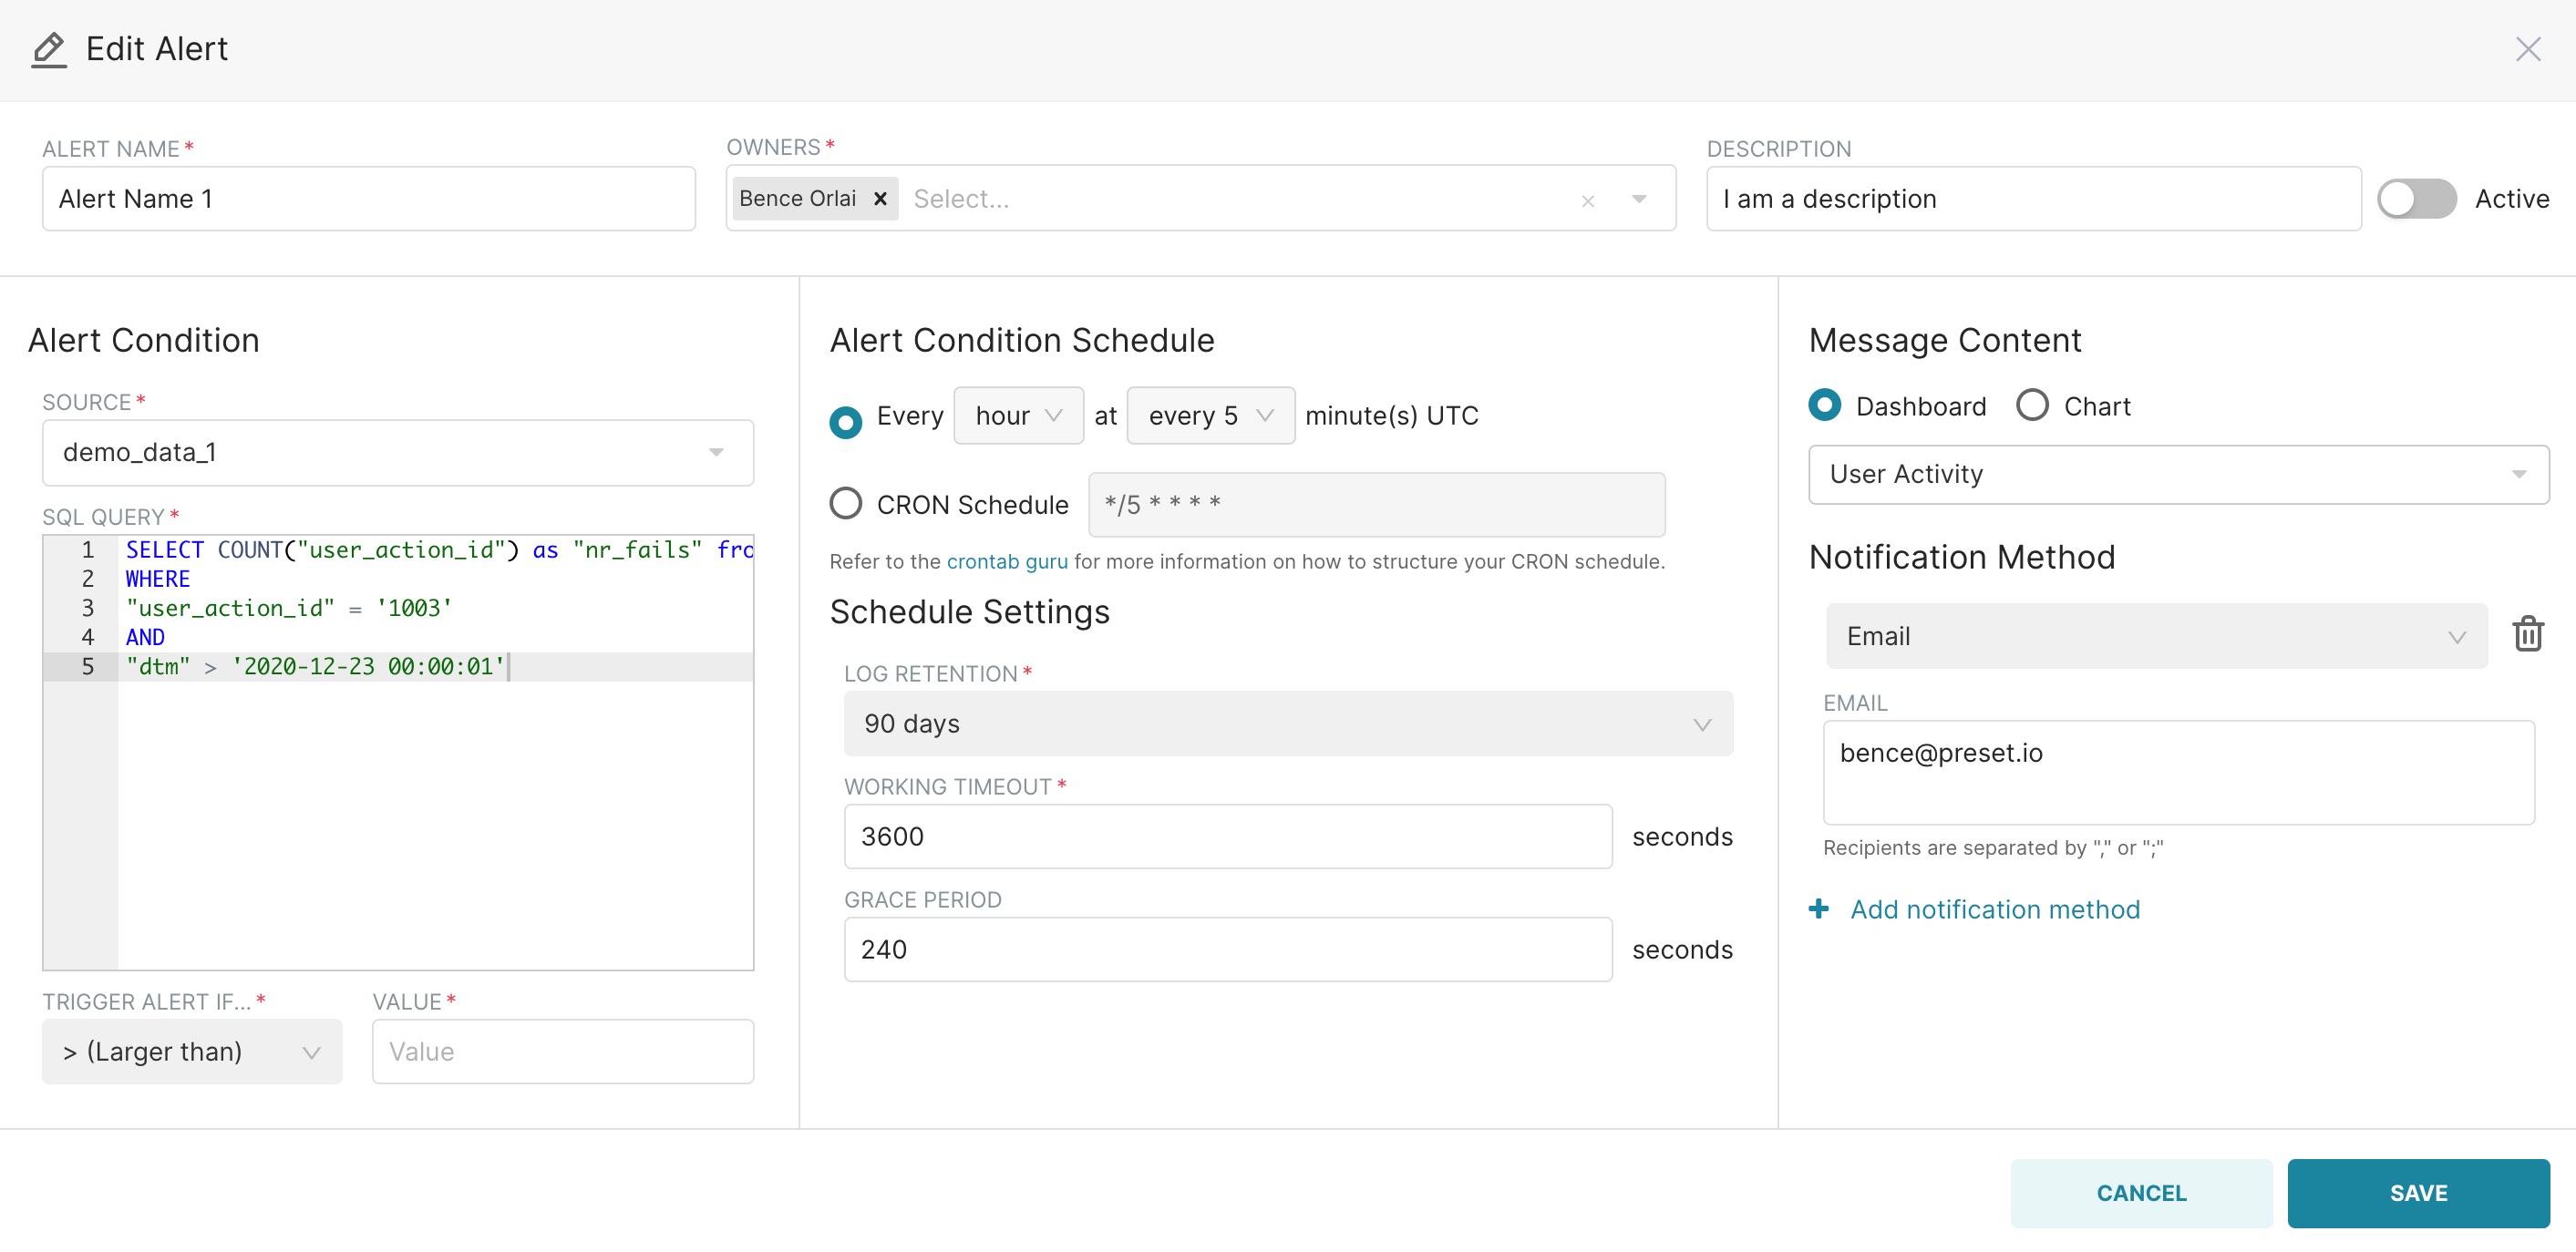 Edit Alert
ALERT NAME*
Alert Name 1
OWNERS*
Bence Orlai
Select...
DESCRIPTION
I am a description
Active
Alert Condition
SOURCE*
demo_data_1
SQL QUERY*
1 SELECT COUNT("user_action_id") as "nr_fails" fro
2 WHERE
3 "user_action_id" = '1003'
4 AND
5 "dtm" > '2020-12-23 00:00:01'
TRIGGER ALERT IF...*
> (Larger than)
VALUE*
Value
Alert Condition Schedule
Every hour at every 5 minute(s) UTC
CRON Schedule */5 * * * *
Refer to the crontab guru for more information on how to structure your CRON schedule.
Schedule Settings
LOG RETENTION*
90 days
WORKING TIMEOUT*
3600 seconds
GRACE PERIOD
240 seconds
Message Content
Dashboard Chart
User Activity
Notification Method
Email
EMAIL
bence@preset.io
Recipients are separated by "," or ";"
+ Add notification method
CANCEL
SAVE